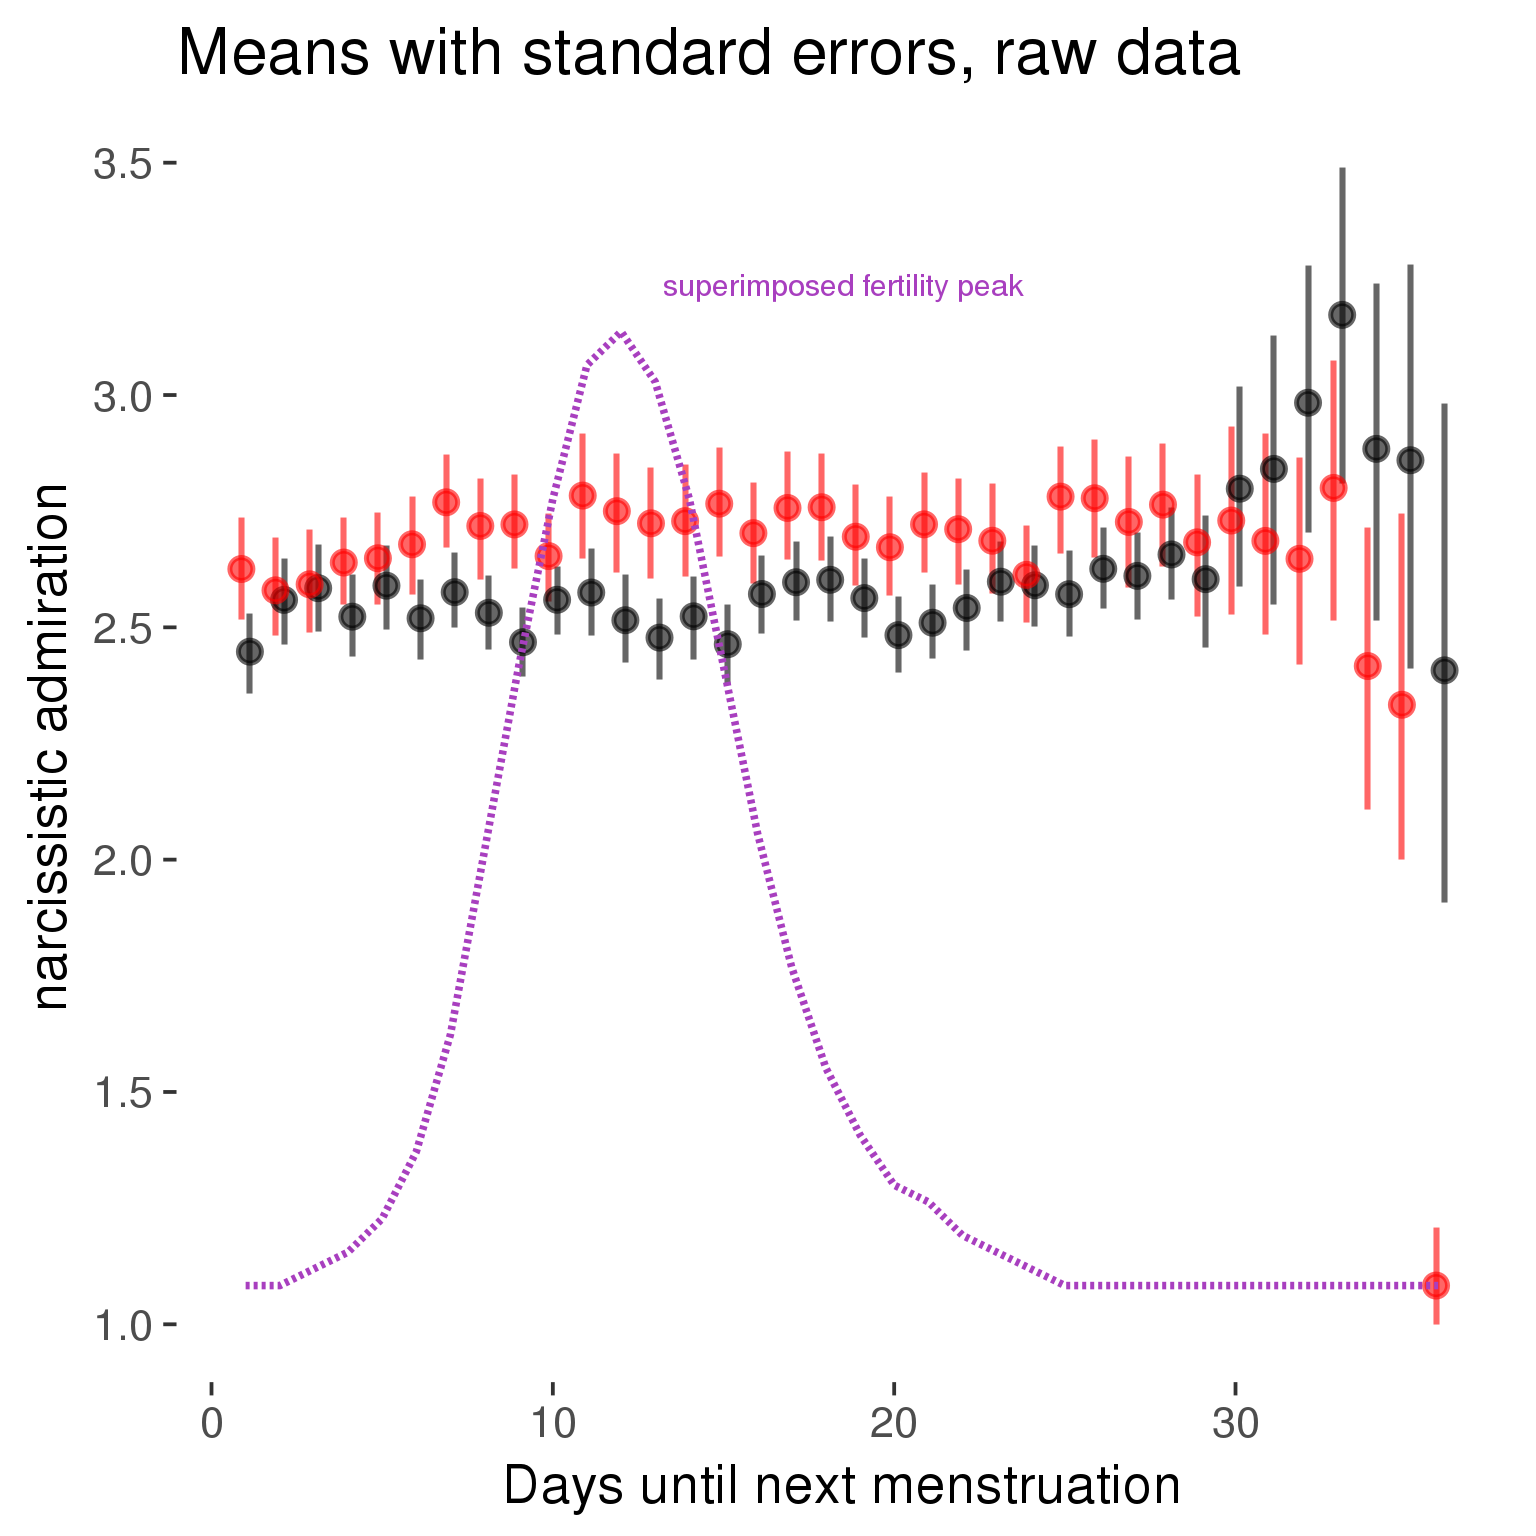 Means with standard errors, raw data
3.5
3.0
2.5
2.0
1.5
1.0
narcissistic admiration
superimposed fertility peak
0 10 20 30
Days until next menstruation